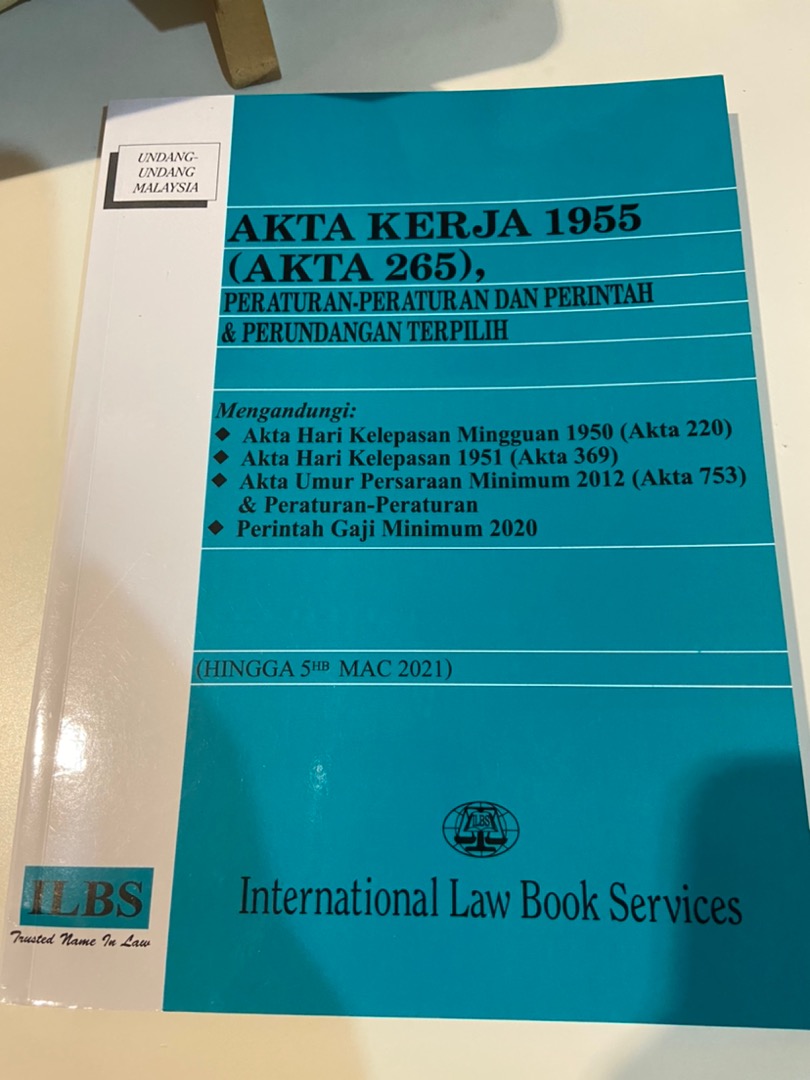 UNDANG-
UNDANG
MALAYSIA
AKTA KERJA 1955
(AKTA 265),
PERATURAN-PERATURAN DAN PERINTAH
& PERUNDANGAN TERPILIH
Mengandungi:
◆ Akta Hari Kelepasan Mingguan 1950 (Akta 220)
◆ Akta Hari Kelepasan 1951 (Akta 369)
◆ Akta Umur Persaraan Minimum 2012 (Akta 753)
& Peraturan-Peraturan
◆ Perintah Gaji Minimum 2020
(HINGGA 5HB MAC 2021)
ILBS
International Law Book Services
ILBS
Trusted Name In Law